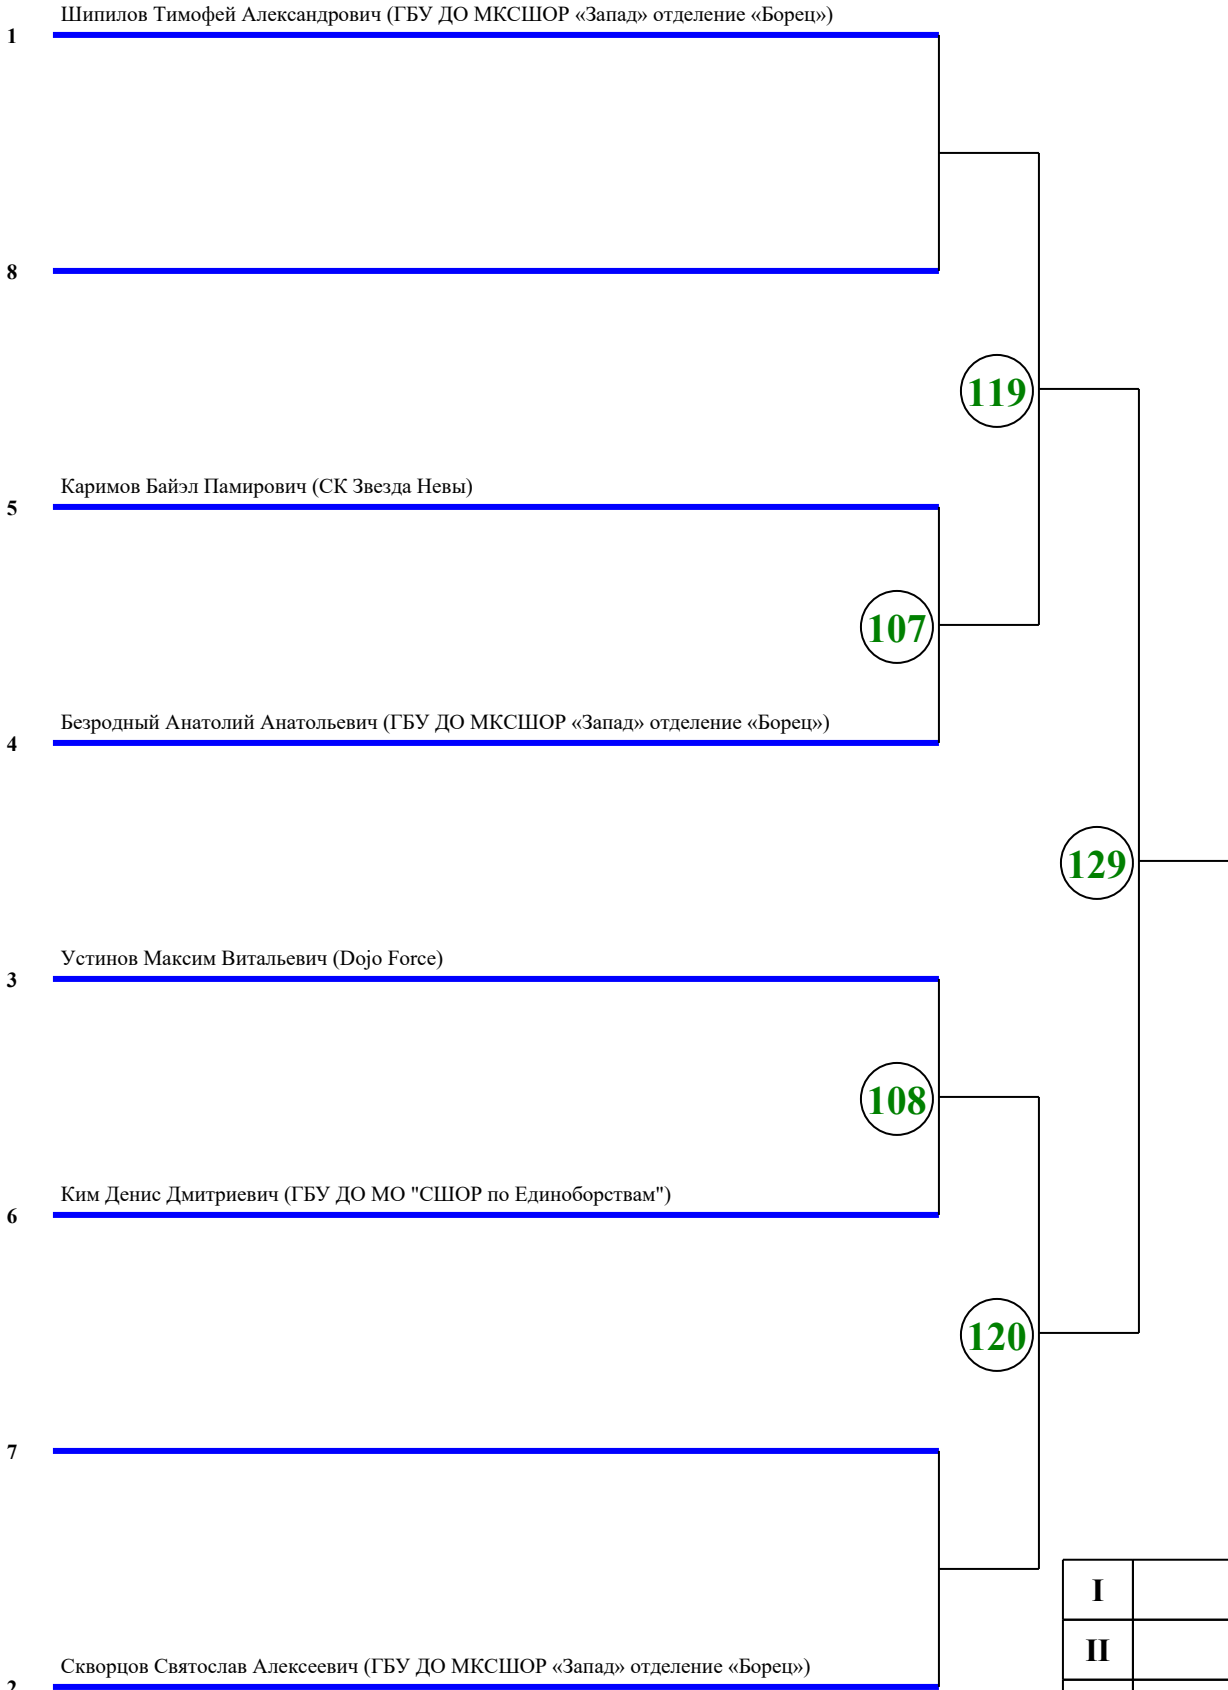 Шипилов Тимофей Александрович (ГБУ ДО МКСШОР «Запад» отделение «Борец»)
1
8
119
Каримов Байэл Памирович (СК Звезда Невы)
5
107
Безродный Анатолий Анатольевич (ГБУ ДО МКСШОР «Запад» отделение «Борец»)
4
129
Устинов Максим Витальевич (Dojo Force)
3
108
Ким Денис Дмитриевич (ГБУ ДО МО "СШОР по Единоборствам")
6
120
7
I
II
Скворцов Святослав Алексеевич (ГБУ ДО МКСШОР «Запад» отделение «Борец»)
2